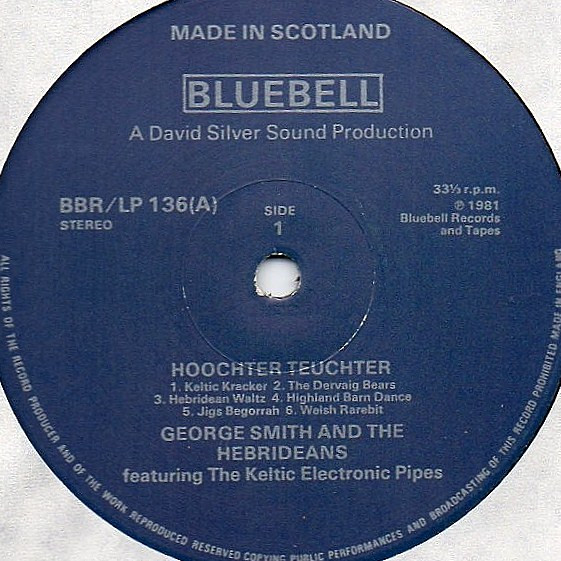 MADE IN SCOTLAND
BLUEBELL
A David Silver Sound Production
BBR/LP 136(A)
STEREO
SIDE
1
33⅓ r.p.m.
℗ 1981
Bluebell Records
and Tapes
HOOCHTER TEUCHTER
1. Keltic Kracker 2. The Dervaig Bears
3. Hebridean Waltz 4. Highland Barn Dance
5. Jigs Begorrah 6. Welsh Rarebit
GEORGE SMITH AND THE
HEBRIDEANS
featuring The Keltic Electronic Pipes
ALL RIGHTS OF THE RECORD PRODUCER AND OF THE OWNER OF THE WORK REPRODUCED RESERVED COPYING PUBLIC PERFORMANCES AND BROADCASTING OF THIS RECORD PROHIBITED MADE IN ENGLAND